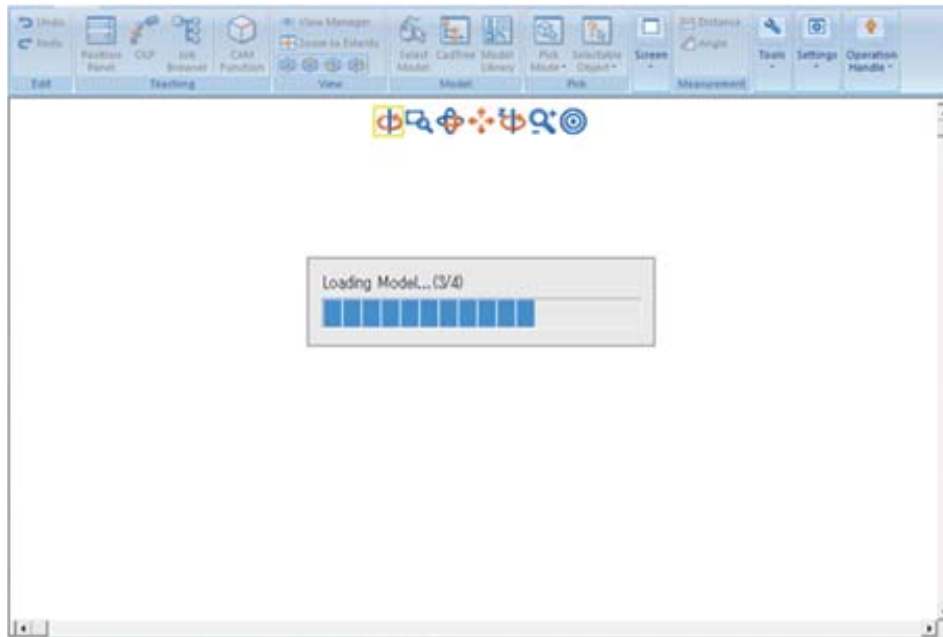 Undo
Redo
Edit
Position Panel
OLP
Job Browser
CAM Function
Teaching
View Manager
Zoom to Extents
View
Select Model
CadTree
Model Library
Model
Pick Mode
Selectable Object
Pick
Screen
Distance
Angle
Measurement
Tools
Settings
Operation Handle
Loading Model...(3/4)